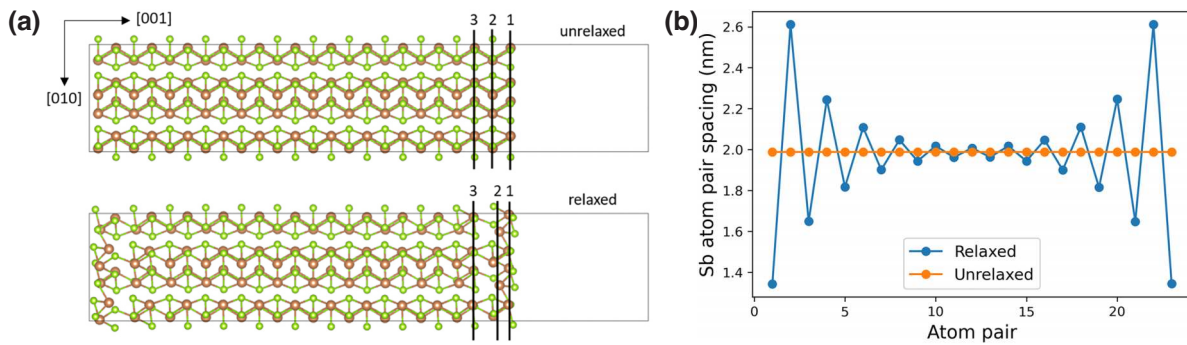 (a)
[001]
[010]
3 2 1
unrelaxed
3 2 1
relaxed
(b)
Sb atom pair spacing (nm)
2.6
2.4
2.2
2.0
1.8
1.6
1.4
Relaxed
Unrelaxed
0 5 10 15 20
Atom pair